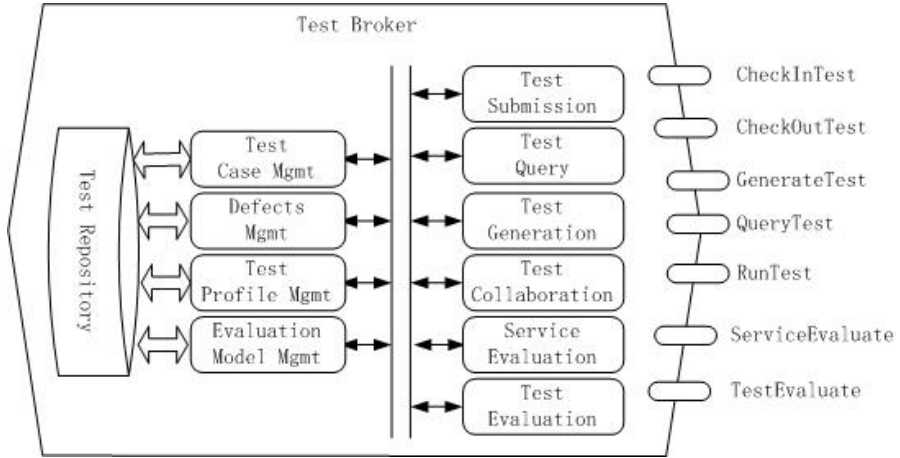 Test Broker
Test Repository
Test
Case Mgmt
Defects
Mgmt
Test
Profile Mgmt
Evaluation
Model Mgmt
Test
Submission
Test
Query
Test
Generation
Test
Collaboration
Service
Evaluation
Test
Evaluation
CheckInTest
CheckOutTest
GenerateTest
QueryTest
RunTest
ServiceEvaluate
TestEvaluate